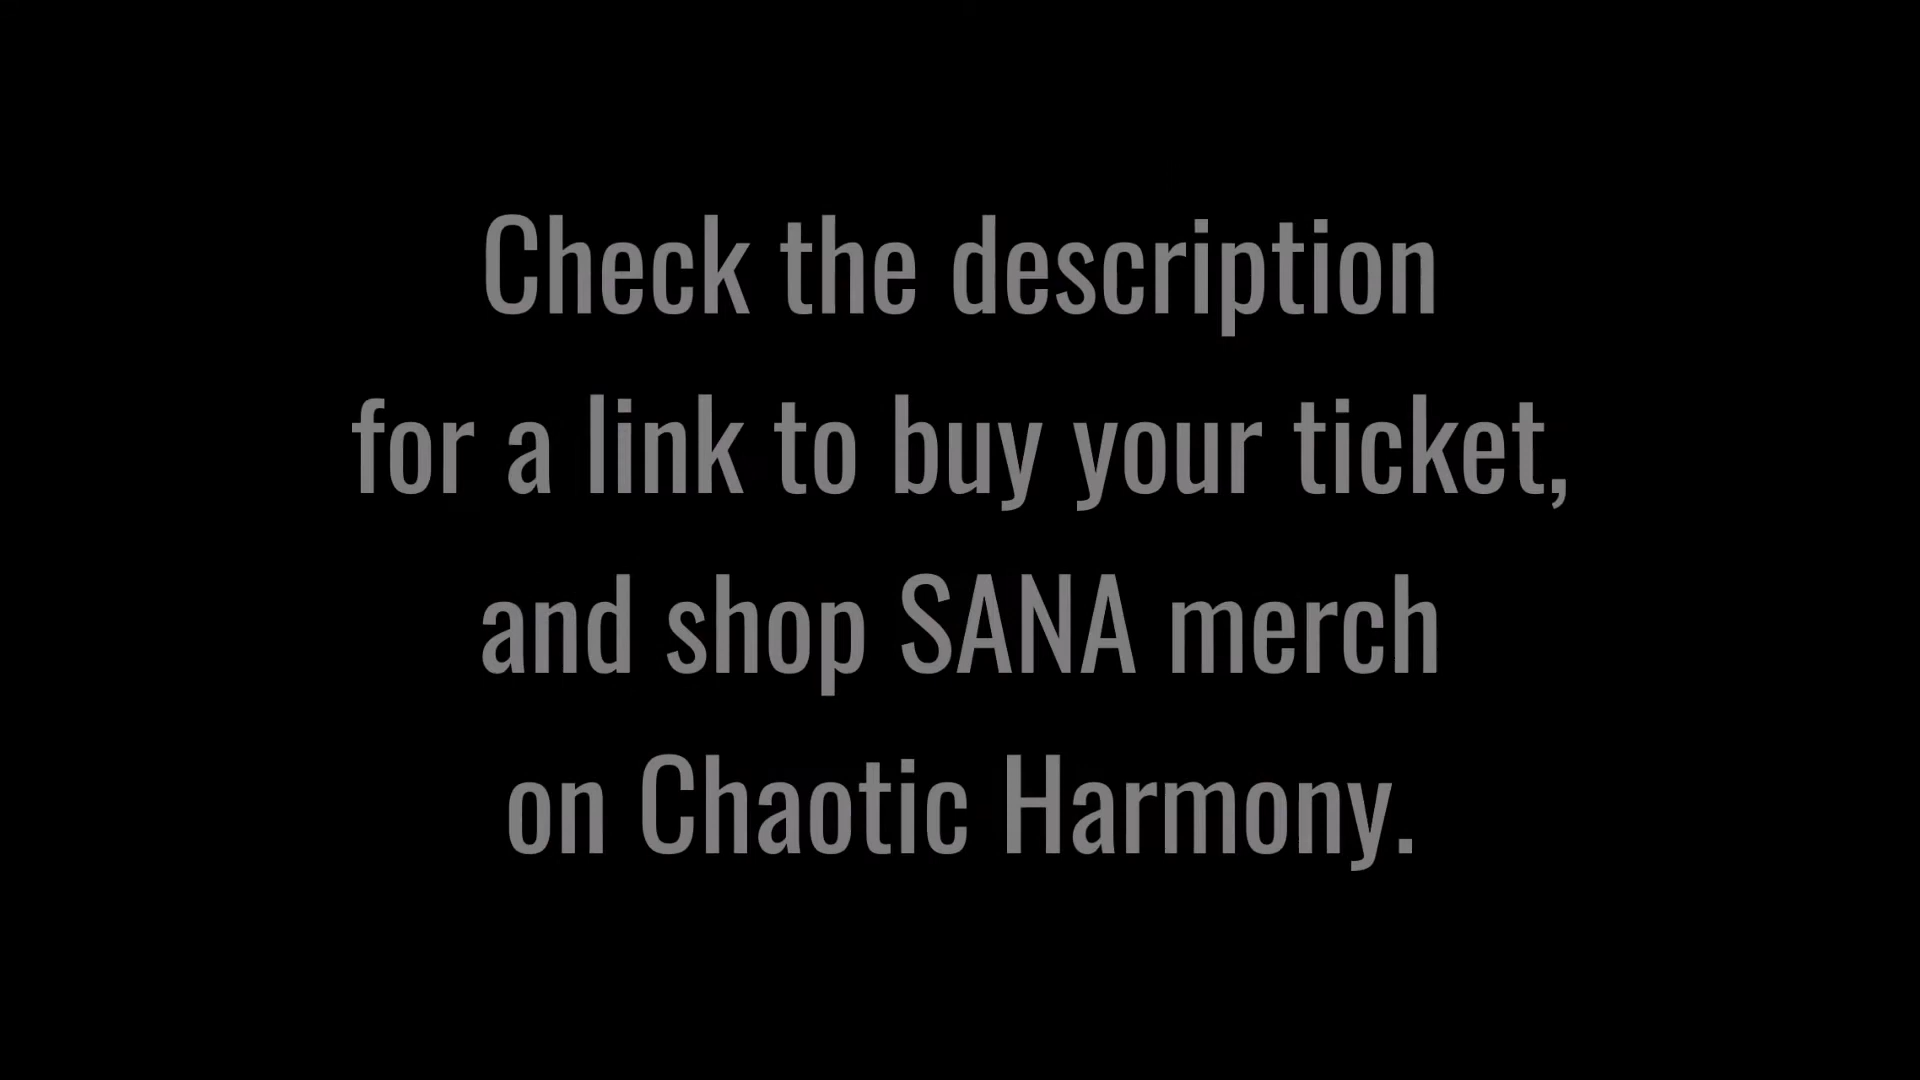 Check the description
for a link to buy your ticket,
and shop SANA merch
on Chaotic Harmony.